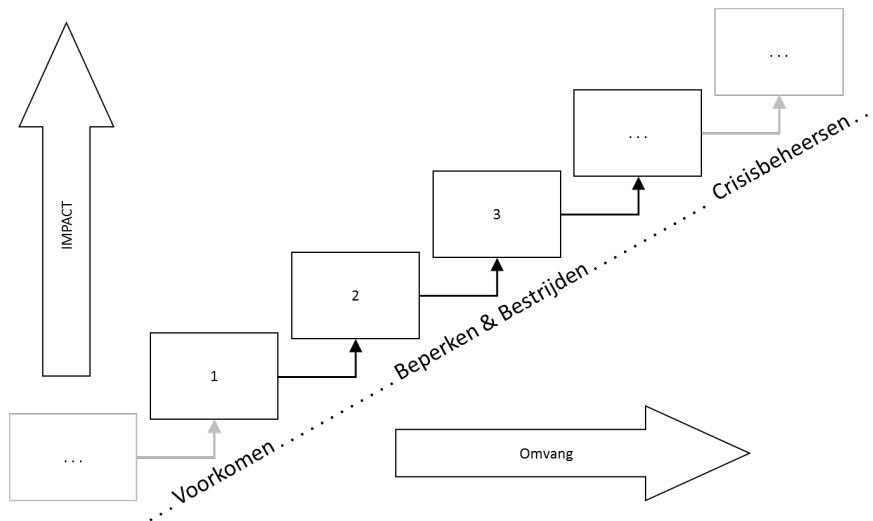 ...
...
3
2
1
...
IMPACT
Omvang
... Voorkomen .......... Beperken & Bestrijden .......... Crisisbeheersen ...